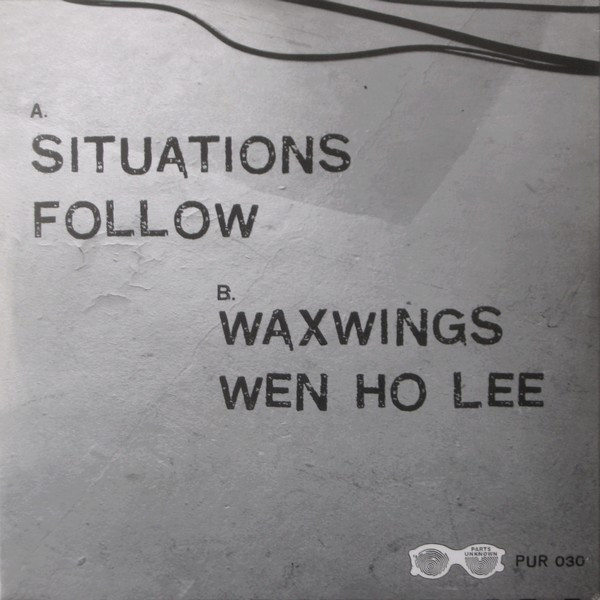 A.
SITUATIONS
FOLLOW
B.
WAXWINGS
WEN HO LEE
PARTS
UNKNOWN
PUR 030